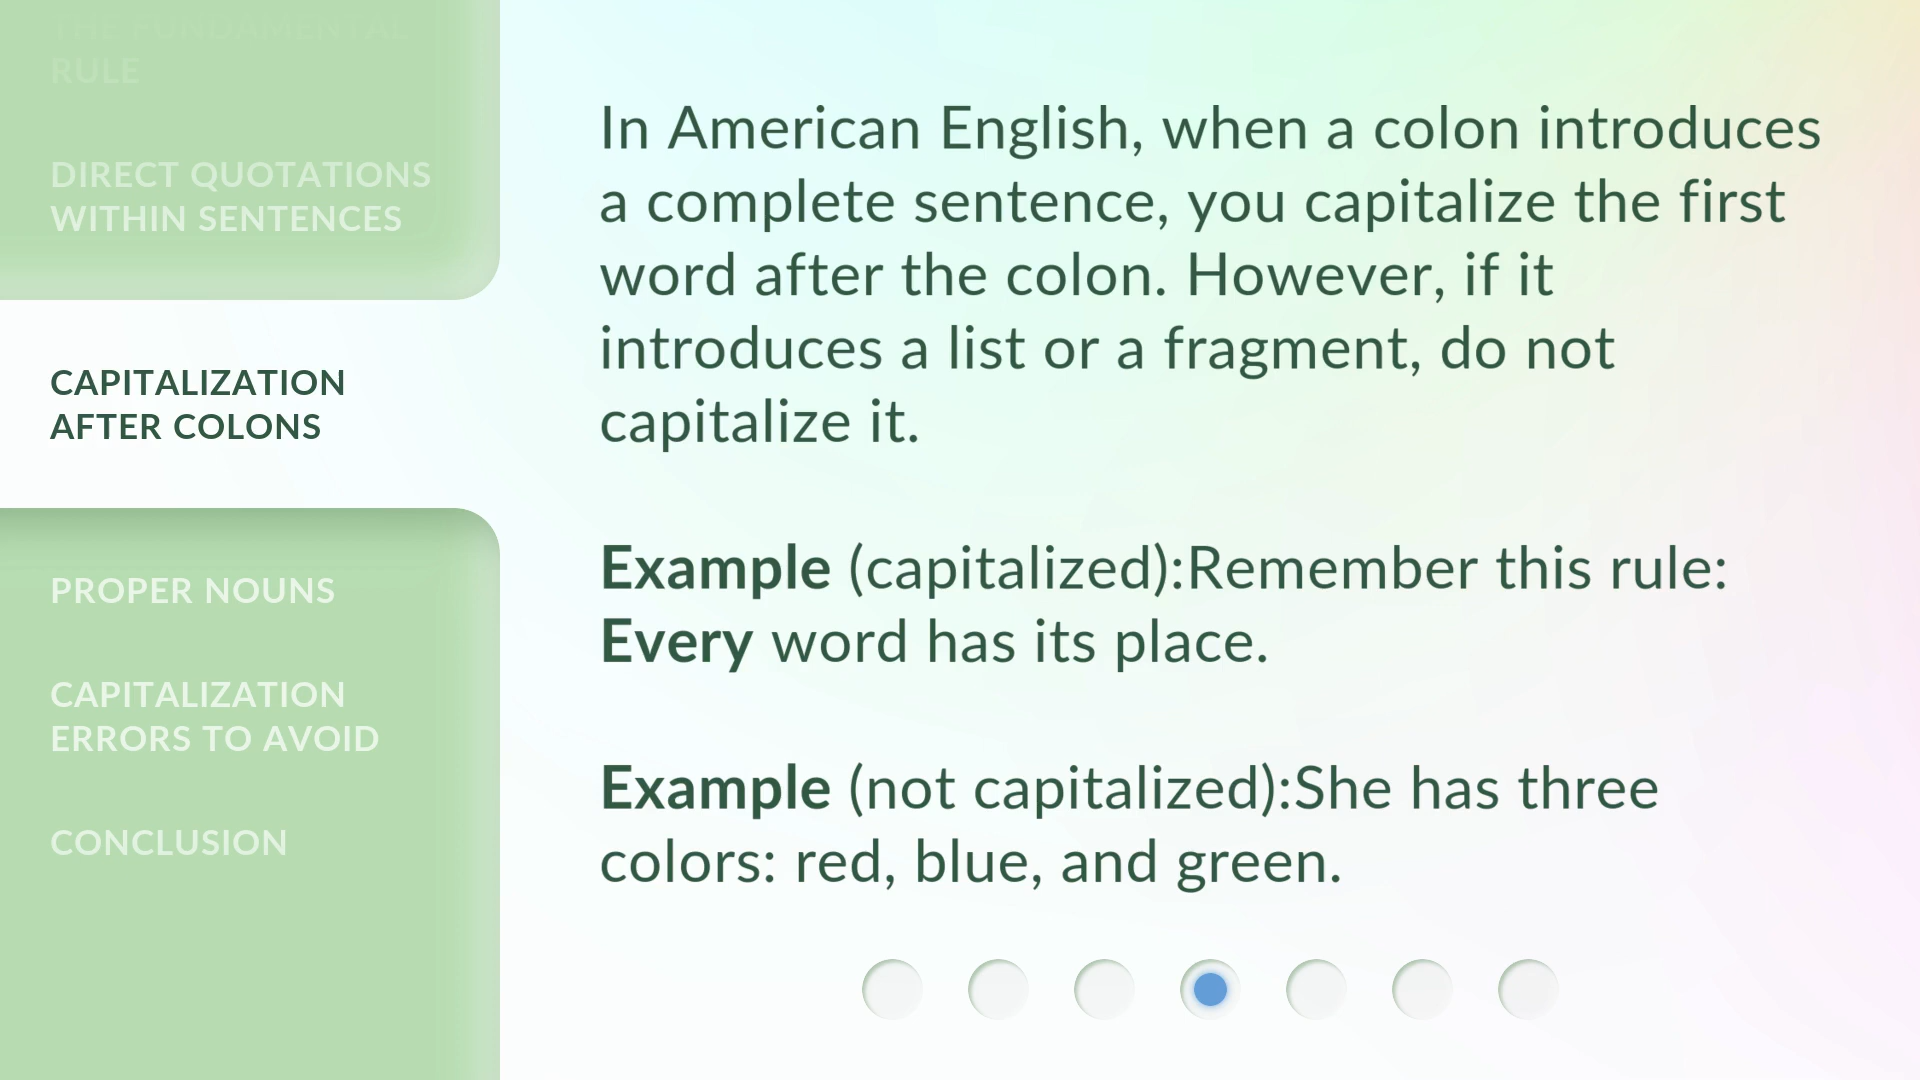 THE FUNDAMENTAL
RULE
DIRECT QUOTATIONS
WITHIN SENTENCES
CAPITALIZATION
AFTER COLONS
PROPER NOUNS
CAPITALIZATION
ERRORS TO AVOID
CONCLUSION
In American English, when a colon introduces
a complete sentence, you capitalize the first
word after the colon. However, if it
introduces a list or a fragment, do not
capitalize it.
Example (capitalized):Remember this rule:
Every word has its place.
Example (not capitalized):She has three
colors: red, blue, and green.